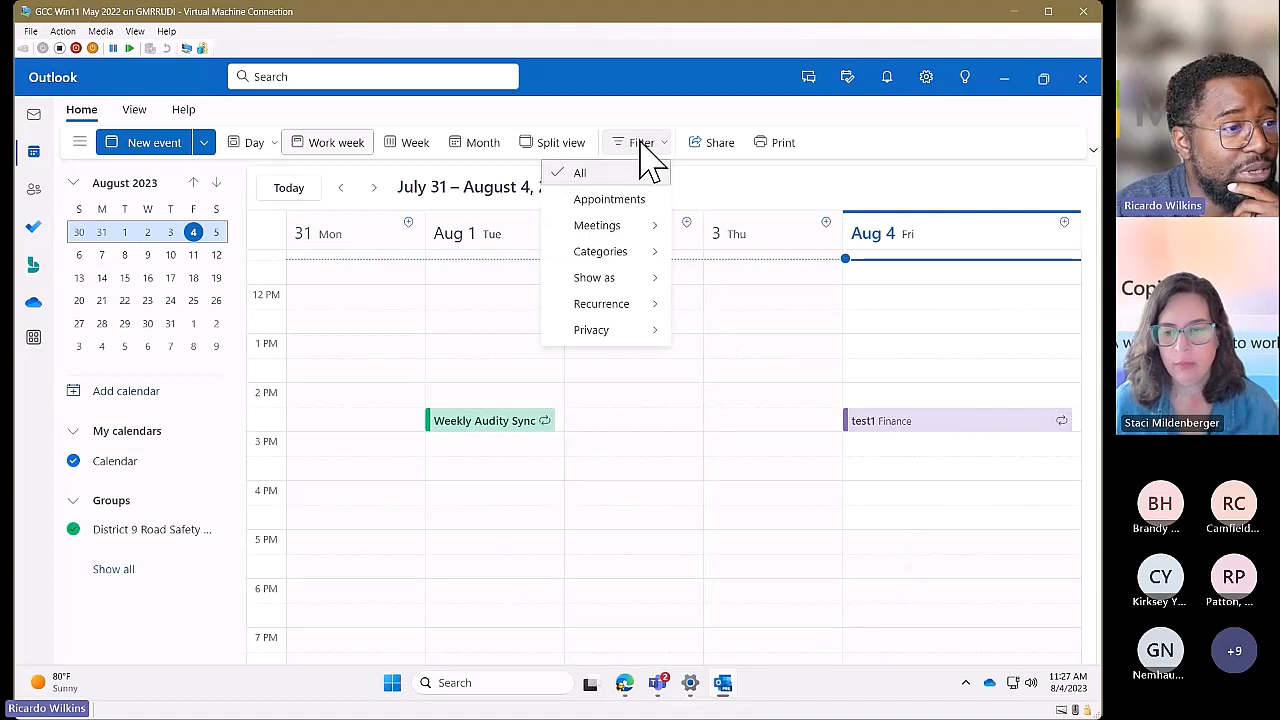 GCC Win11 May 2022 on GMRRUDI - Virtual Machine Connection
File Action Media View Help
Outlook
Search
Home View Help
New event Day Work week Week Month Split view Filter Share Print
August 2023
S M T W T F S
30 31 1 2 3 4 5
6 7 8 9 10 11 12
13 14 15 16 17 18 19
20 21 22 23 24 25 26
27 28 29 30 31 1 2
3 4 5 6 7 8 9
Add calendar
My calendars
Calendar
Groups
District 9 Road Safety ...
Show all
Today
July 31 – August 4, 2
31 Mon
Aug 1 Tue
3 Thu
Aug 4 Fri
All
Appointments
Meetings
Categories
Show as
Recurrence
Privacy
12 PM
1 PM
2 PM
3 PM
4 PM
5 PM
6 PM
7 PM
Weekly Audity Sync
test1 Finance
80°F
Sunny
Search
2
11:27 AM
8/4/2023
Ricardo Wilkins
Ricardo Wilkins
Copi
A w
to work
Staci Mildenberger
BH
Brandy ...
RC
Camfield...
CY
Kirksey Y...
RP
Patton, ...
GN
Nemhau...
+9